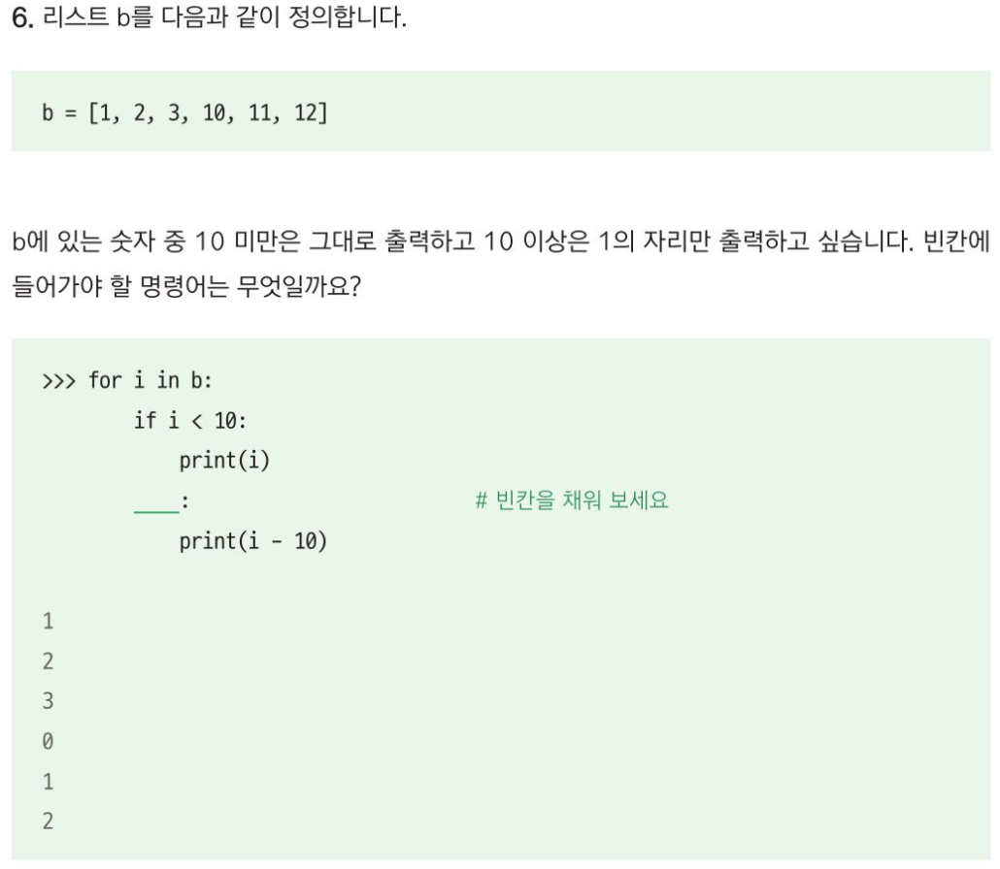 6. 리스트 b를 다음과 같이 정의합니다.
b = [1, 2, 3, 10, 11, 12]
b에 있는 숫자 중 10 미만은 그대로 출력하고 10 이상은 1의 자리만 출력하고 싶습니다. 빈칸에
들어가야 할 명령어는 무엇일까요?
>>> for i in b:
        if i < 10:
            print(i)
        ____:                         # 빈칸을 채워 보세요
            print(i - 10)
1
2
3
0
1
2